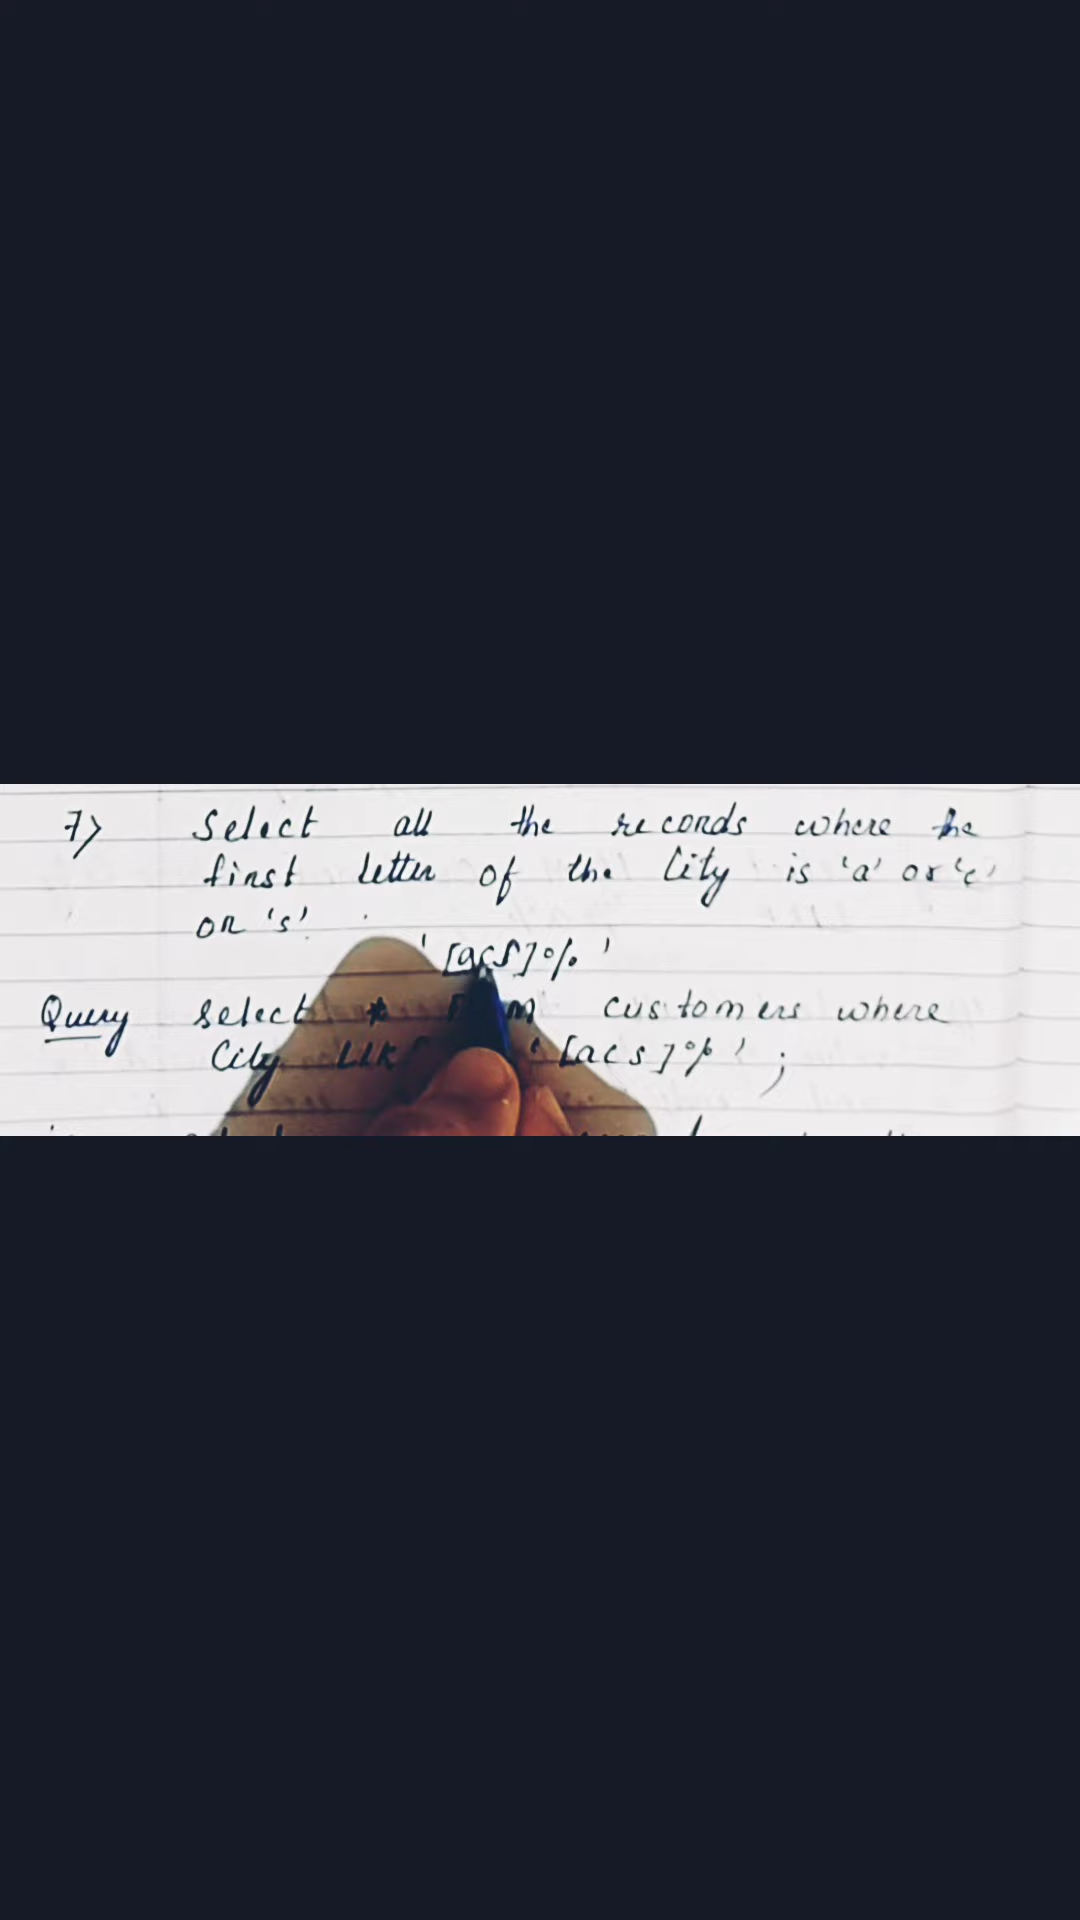 7) Select all the records where the
first letter of the City is 'a' or 'c'
or 's'.
'[acs]%'
Query select * customers where
City LIKE '[acs]%' ;